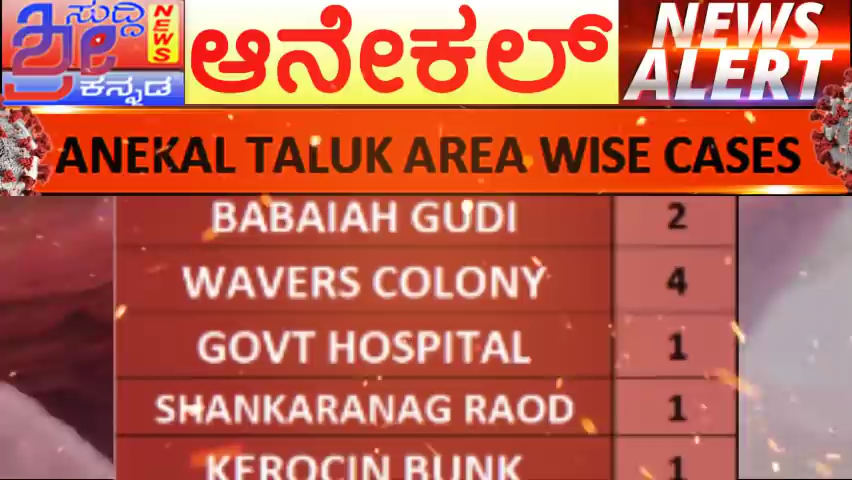 ಸುದ್ದಿ
ಶ್ರೀ
NEWS
ಕನ್ನಡ
ಆನೇಕಲ್
NEWS
ALERT
ANEKAL TALUK AREA WISE CASES
BABAIAH GUDI 2
WAVERS COLONY 4
GOVT HOSPITAL 1
SHANKARANAG RAOD 1
KEROCIN BUNK 1